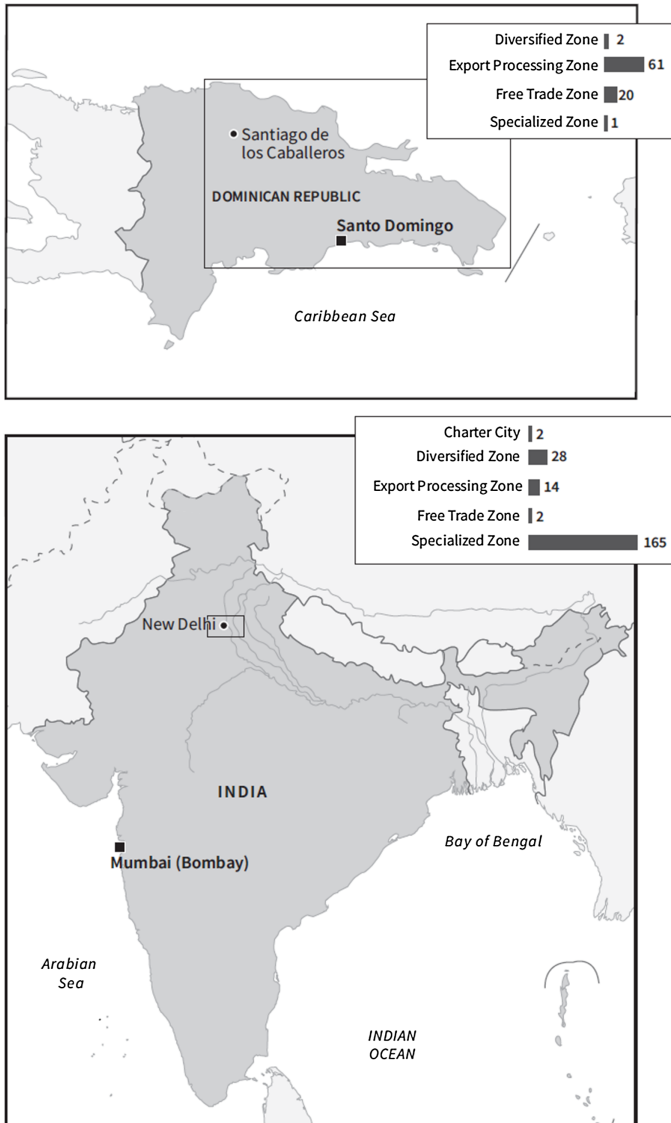 Diversified Zone 2
Export Processing Zone 61
Free Trade Zone 20
Specialized Zone 1
Santiago de
los Caballeros
DOMINICAN REPUBLIC
Santo Domingo
Caribbean Sea
Charter City 2
Diversified Zone 28
Export Processing Zone 14
Free Trade Zone 2
Specialized Zone 165
New Delhi
INDIA
Bay of Bengal
Mumbai (Bombay)
Arabian
Sea
INDIAN
OCEAN